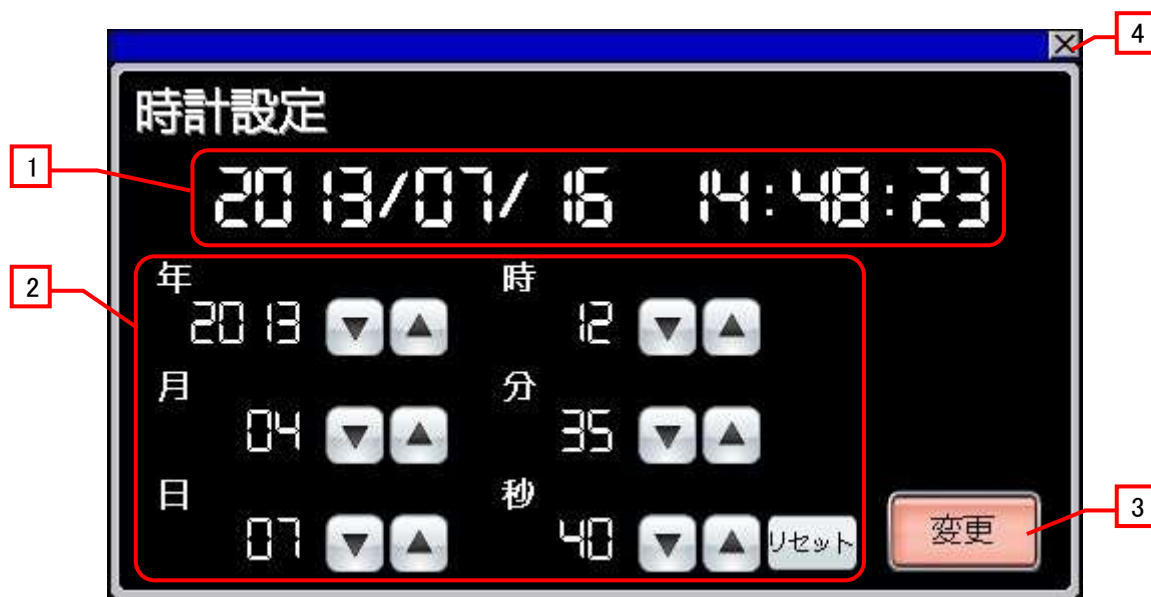 4
時計設定
1
2013/07/16 14:48:23
2
年 時
2013 ▼ ▲ 12 ▼ ▲
月 分
04 ▼ ▲ 35 ▼ ▲
日 秒
07 ▼ ▲ 40 ▼ ▲ リセット
変更
3